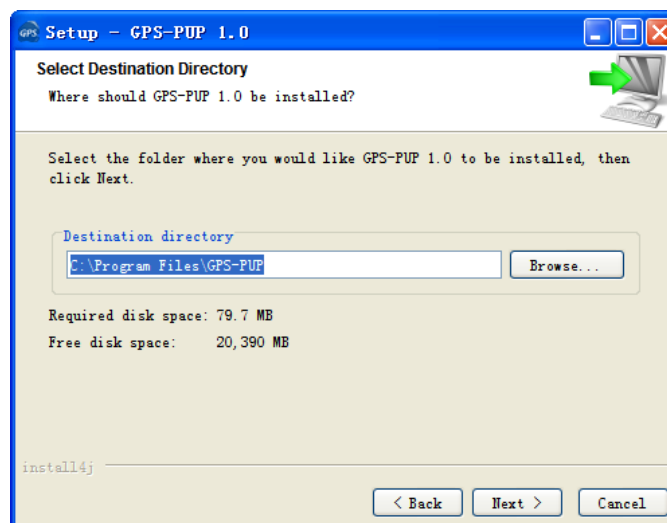 GPS Setup - GPS-PUP 1.0
Select Destination Directory
Where should GPS-PUP 1.0 be installed?
Select the folder where you would like GPS-PUP 1.0 to be installed, then
click Next.
Destination directory
C:\Program Files\GPS-PUP Browse...
Required disk space: 79.7 MB
Free disk space: 20,390 MB
install4j
< Back Next > Cancel